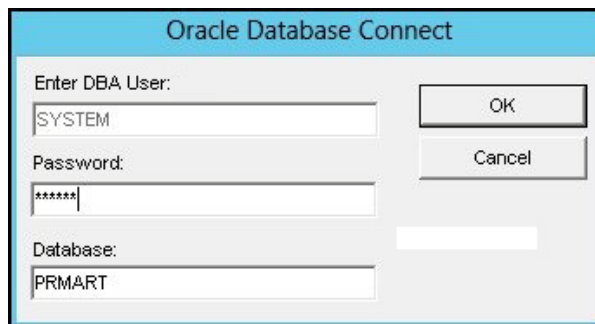 Oracle Database Connect
Enter DBA User:
SYSTEM
OK
Password:
******
Cancel
Database:
PRMART